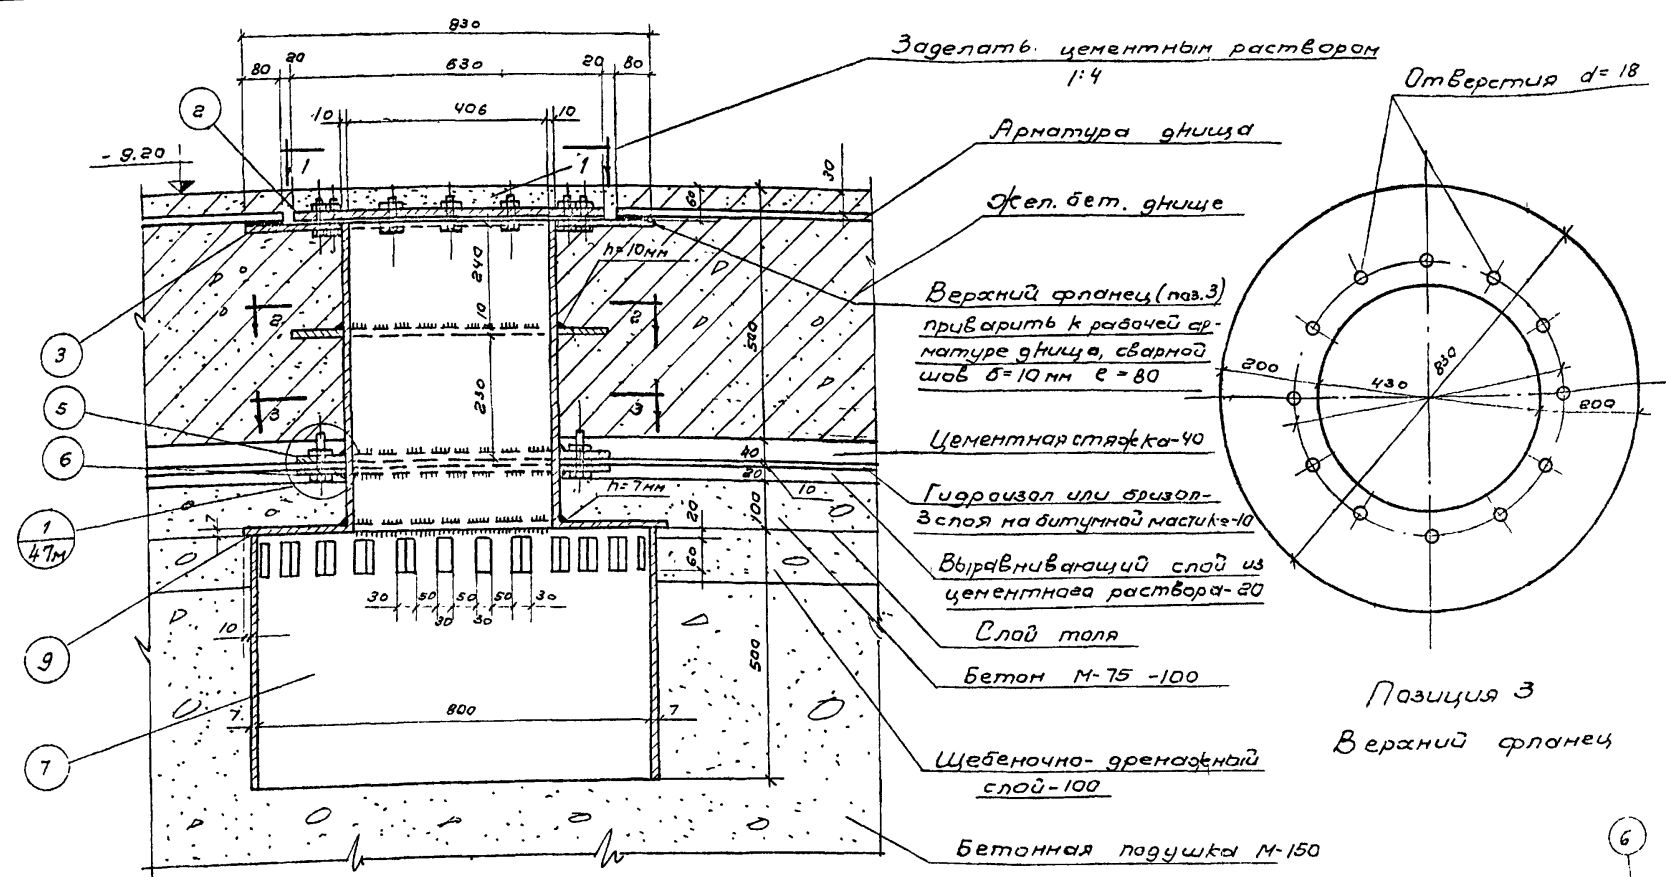 830
20
80
630
20
80
10
406
10
2
- 9.20
1
1
Заделать цементным раствором
1:4
Отверстия d= 18
Арматура днища
30
60
Жел. бет. днище
h=10мм
240
10
2
2
500
Верхний фланец (поз.3)
приварить к рабочей ар-
матуре днища, сварной
шов б=10 мм е=80
3
230
3
3
5
6
Цементная стяжка-40
40
20
10
h=7мм
Гидроизол или бризол-
3 слоя на битумной мастике-10
1
47м
7
20
100
60
Выравнивающий слой из
цементного раствора-20
30
50
30
50
30
50
30
10
9
Слой толя
500
Бетон М-75 -100
7
800
7
7
Щебеночно-дренажный
слой-100
Бетонная подушка М-150
200
430
830
200
Позиция 3
Верхний фланец
6